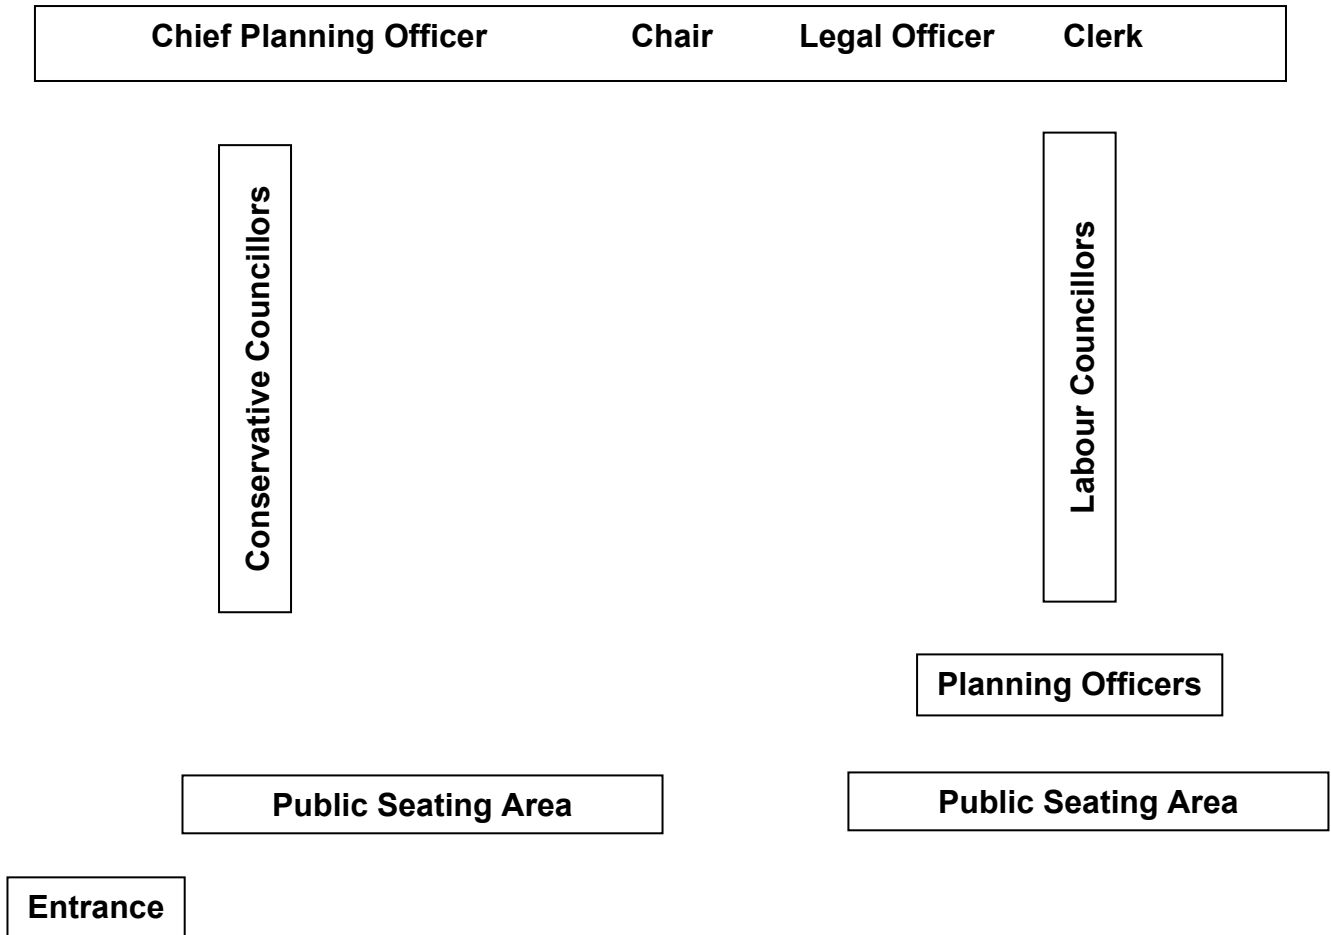 Chief Planning Officer Chair Legal Officer Clerk
Conservative Councillors
Labour Councillors
Planning Officers
Public Seating Area
Public Seating Area
Entrance